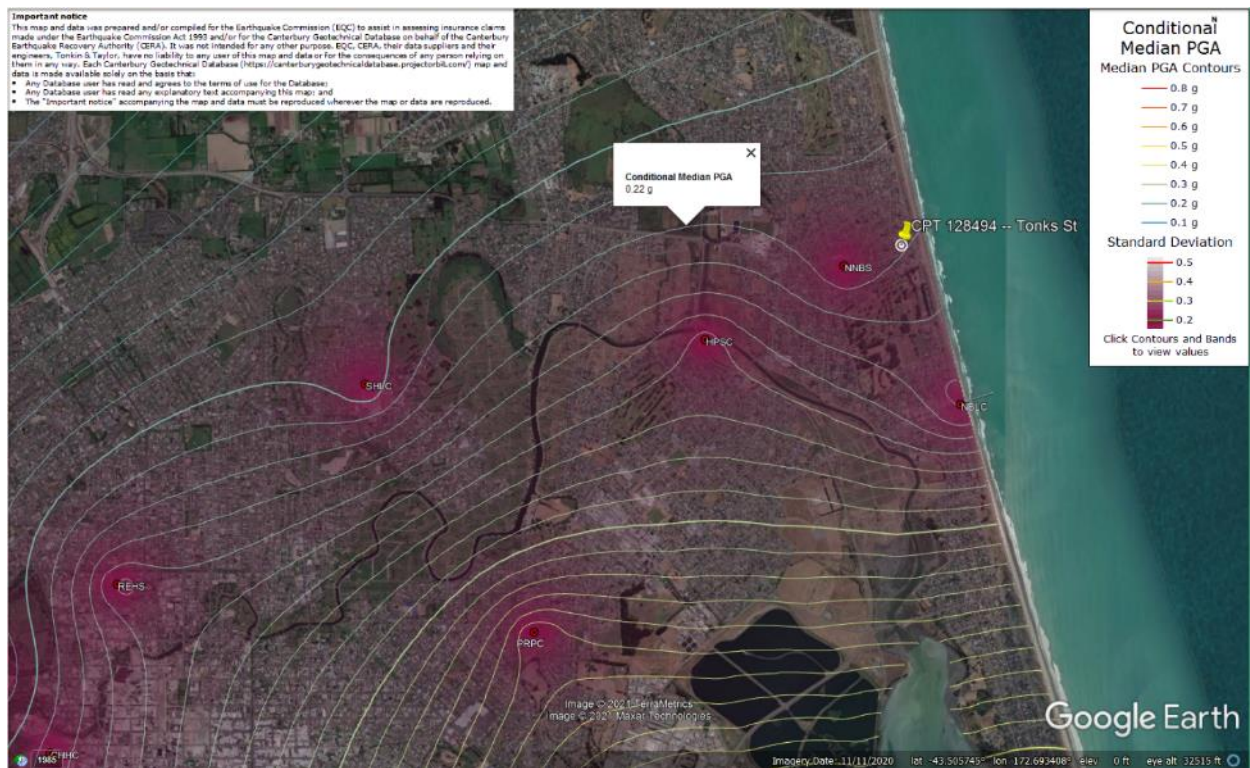 Important notice
This map and data was prepared and/or compiled for the Earthquake Commission (EQC) to assist in assessing insurance claims
made under the Earthquake Commission Act 1993 and/or for the Canterbury Geotechnical Database on behalf of the Canterbury
Earthquake Recovery Authority (CERA). It was not intended for any other purpose. EQC, CERA, their data suppliers and their
engineers, Tonkin & Taylor, have no liability to any user of this map and data or for the consequences of any person relying on
them in any way. Each Canterbury Geotechnical Database (https://canterburygeotechnicaldatabase.projectorbit.com/) map and
data is made available solely on the basis that:
▪ Any Database user has read and agrees to the terms of use for the Database;
▪ Any Database user has read any explanatory text accompanying this map; and
▪ The "Important notice" accompanying the map and data must be reproduced wherever the map or data are reproduced.
N
Conditional
Median PGA
Median PGA Contours
0.8 g
0.7 g
0.6 g
0.5 g
0.4 g
0.3 g
0.2 g
0.1 g
Standard Deviation
0.5
0.4
0.3
0.2
Click Contours and Bands
to view values
Conditional Median PGA
0.22 g
CPT 128494 -- Tonks St
NNBS
HPSC
SHLC
NBLC
REHS
PRPC
CHHC
Image © 2021 TerraMetrics
Image © 2021 Maxar Technologies
Google Earth
1985
Imagery Date: 11/11/2020 lat -43.505745° lon 172.693408° elev 0 ft eye alt 32515 ft